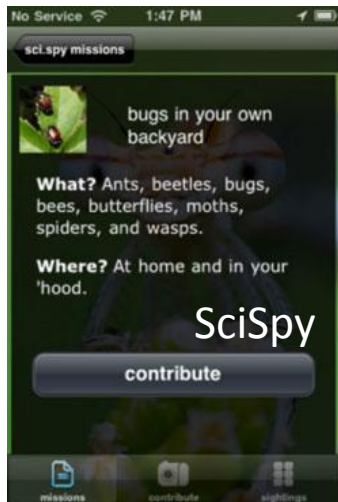 No Service 1:47 PM
sci.spy missions
bugs in your own
backyard
What? Ants, beetles, bugs,
bees, butterflies, moths,
spiders, and wasps.
Where? At home and in your
'hood.
SciSpy
contribute
missions contribute sightings